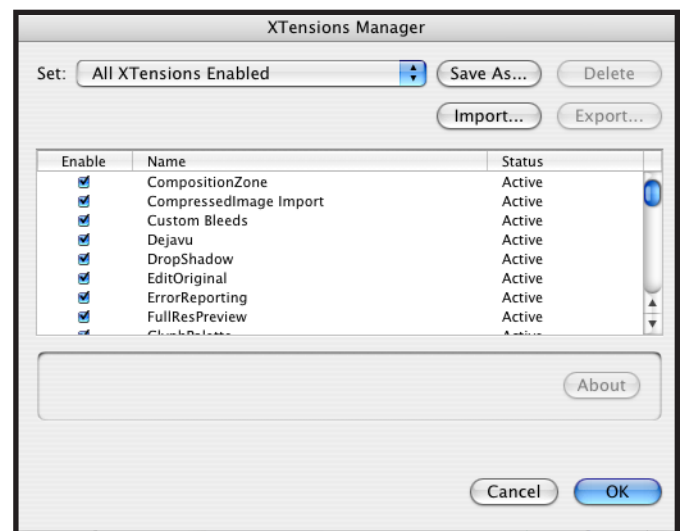 XTensions Manager
Set: All XTensions Enabled Save As... Delete
Import... Export...
Enable Name Status
CompositionZone Active
CompressedImage Import Active
Custom Bleeds Active
Dejavu Active
DropShadow Active
EditOriginal Active
ErrorReporting Active
FullResPreview Active
About
Cancel OK